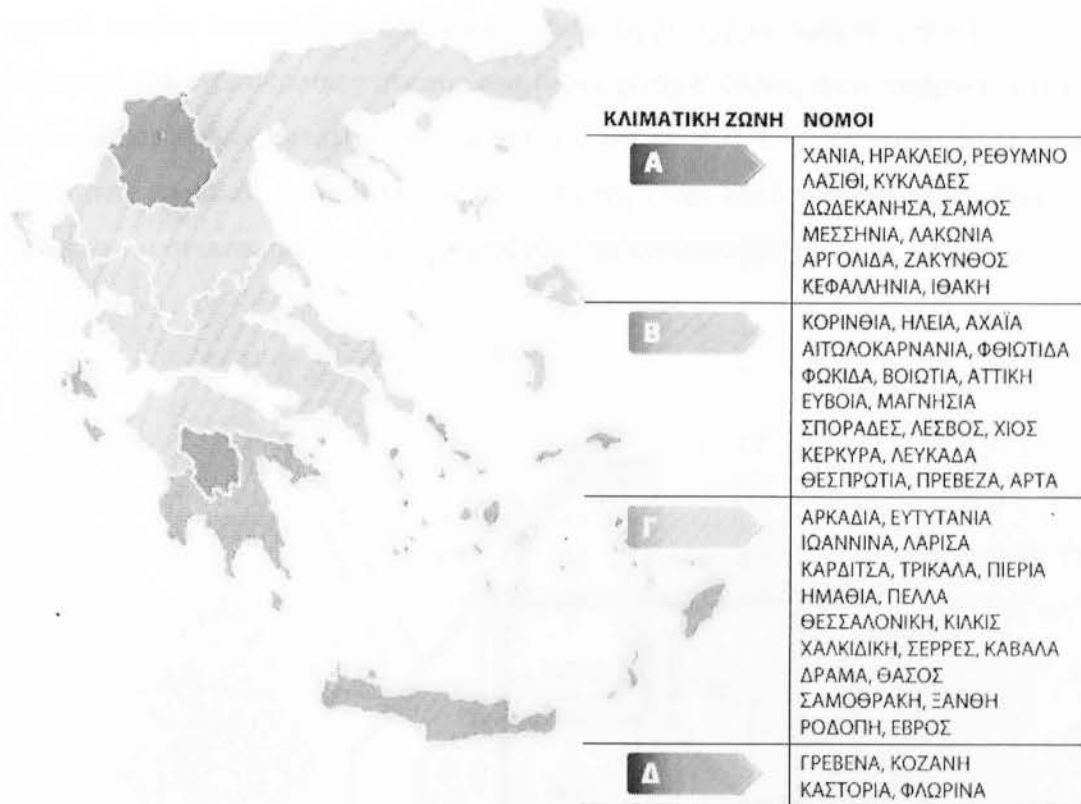 ΚΛΙΜΑΤΙΚΗ ΖΩΝΗ ΝΟΜΟΙ
Α ΧΑΝΙΑ, ΗΡΑΚΛΕΙΟ, ΡΕΘΥΜΝΟ
ΛΑΣΙΘΙ, ΚΥΚΛΑΔΕΣ
ΔΩΔΕΚΑΝΗΣΑ, ΣΑΜΟΣ
ΜΕΣΣΗΝΙΑ, ΛΑΚΩΝΙΑ
ΑΡΓΟΛΙΔΑ, ΖΑΚΥΝΘΟΣ
ΚΕΦΑΛΛΗΝΙΑ, ΙΘΑΚΗ
Β ΚΟΡΙΝΘΙΑ, ΗΛΕΙΑ, ΑΧΑΪΑ
ΑΙΤΩΛΟΚΑΡΝΑΝΙΑ, ΦΘΙΩΤΙΔΑ
ΦΩΚΙΔΑ, ΒΟΙΩΤΙΑ, ΑΤΤΙΚΗ
ΕΥΒΟΙΑ, ΜΑΓΝΗΣΙΑ
ΣΠΟΡΑΔΕΣ, ΛΕΣΒΟΣ, ΧΙΟΣ
ΚΕΡΚΥΡΑ, ΛΕΥΚΑΔΑ
ΘΕΣΠΡΩΤΙΑ, ΠΡΕΒΕΖΑ, ΑΡΤΑ
Γ ΑΡΚΑΔΙΑ, ΕΥΤΥΤΑΝΙΑ
ΙΩΑΝΝΙΝΑ, ΛΑΡΙΣΑ
ΚΑΡΔΙΤΣΑ, ΤΡΙΚΑΛΑ, ΠΙΕΡΙΑ
ΗΜΑΘΙΑ, ΠΕΛΛΑ
ΘΕΣΣΑΛΟΝΙΚΗ, ΚΙΛΚΙΣ
ΧΑΛΚΙΔΙΚΗ, ΣΕΡΡΕΣ, ΚΑΒΑΛΑ
ΔΡΑΜΑ, ΘΑΣΟΣ
ΣΑΜΟΘΡΑΚΗ, ΞΑΝΘΗ
ΡΟΔΟΠΗ, ΕΒΡΟΣ
Δ ΓΡΕΒΕΝΑ, ΚΟΖΑΝΗ
ΚΑΣΤΟΡΙΑ, ΦΛΩΡΙΝΑ